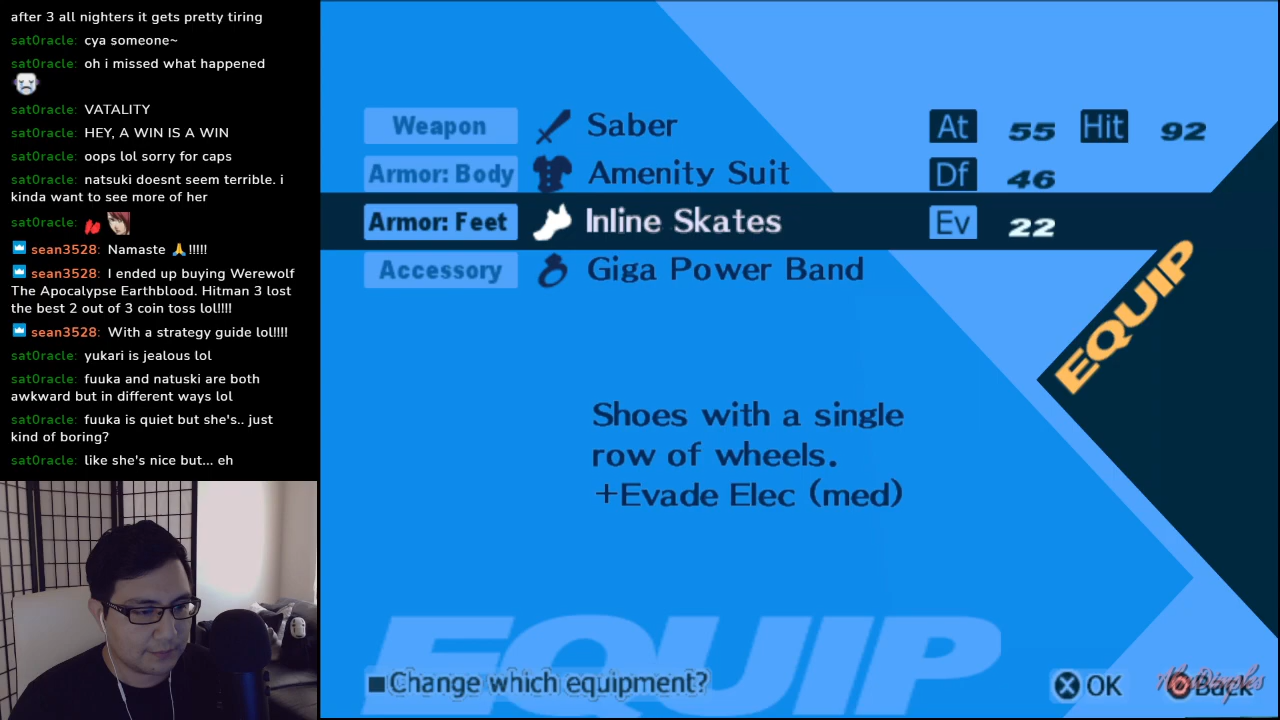 after 3 all nighters it gets pretty tiring
sat0racle: cya someone~
sat0racle: oh i missed what happened
sat0racle: VATALITY
sat0racle: HEY, A WIN IS A WIN
sat0racle: oops lol sorry for caps
sat0racle: natsuki doesnt seem terrible. i
kinda want to see more of her
sat0racle:
sean3528: Namaste 🙏!!!!!
sean3528: I ended up buying Werewolf
The Apocalypse Earthblood. Hitman 3 lost
the best 2 out of 3 coin toss lol!!!!
sean3528: With a strategy guide lol!!!!
sat0racle: yukari is jealous lol
sat0racle: fuuka and natuski are both
awkward but in different ways lol
sat0racle: fuuka is quiet but she's.. just
kind of boring?
sat0racle: like she's nice but... eh
Weapon Saber At 55 Hit 92
Armor: Body Amenity Suit Df 46
Armor: Feet Inline Skates Ev 22
Accessory Giga Power Band
EQUIP
Shoes with a single
row of wheels.
+Evade Elec (med)
EQUIP
Change which equipment?
OK
Back